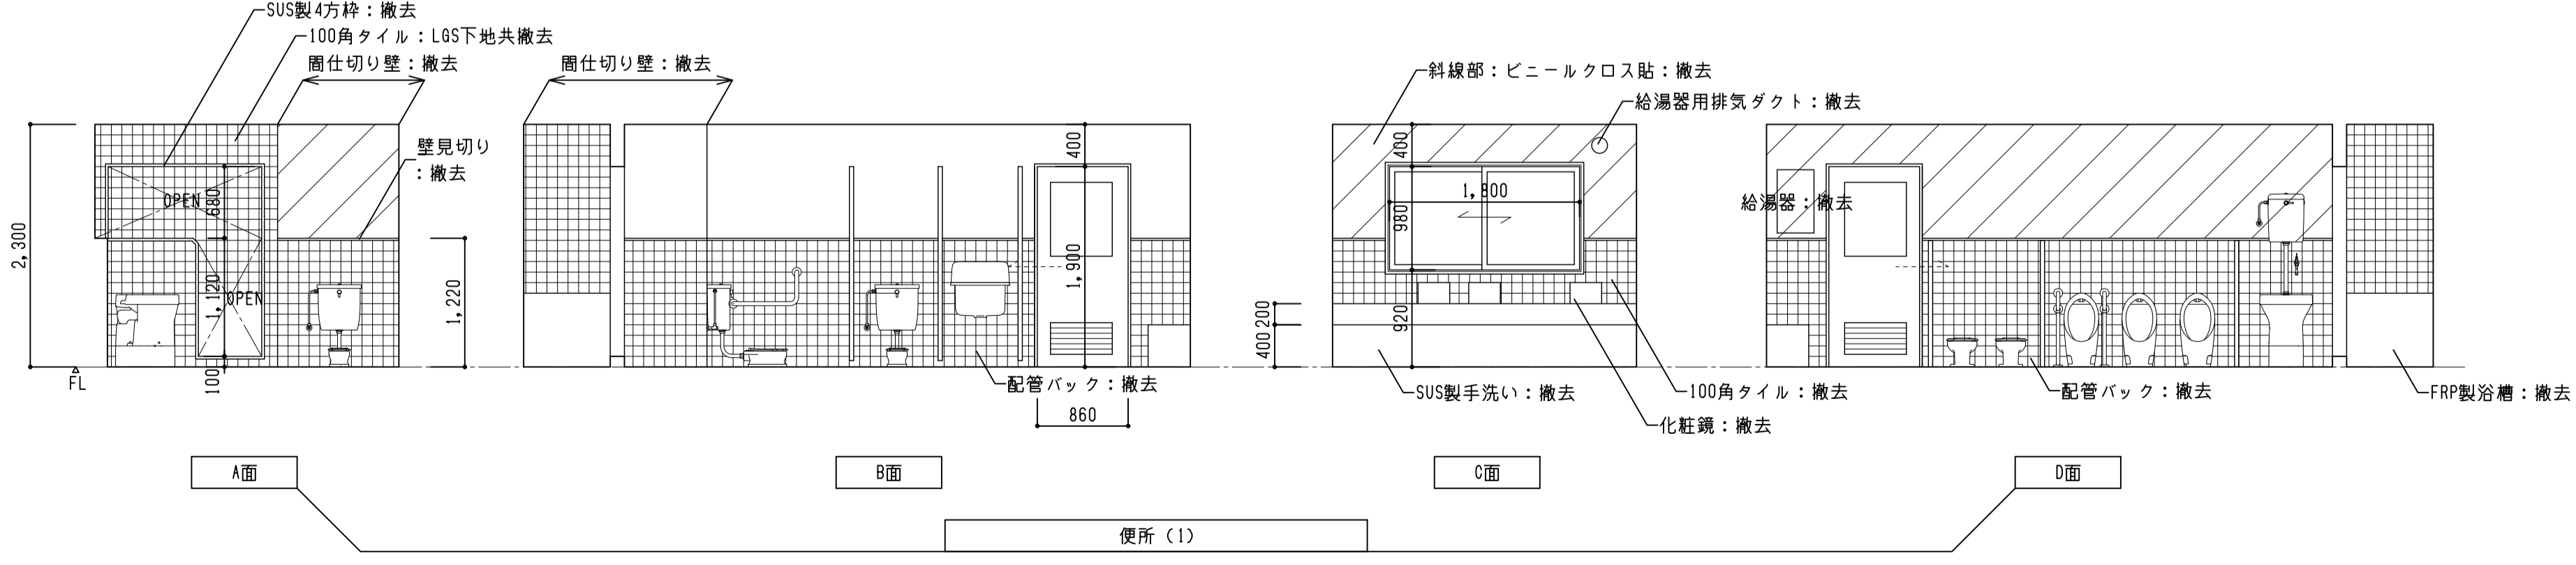 SUS製4方枠：撤去
100角タイル：LGS下地共撤去
間仕切り壁：撤去
壁見切り
：撤去
OPEN
OPEN
2,300
680
1,120
100
1,220
FL
A面
間仕切り壁：撤去
400
1,900
配管バック：撤去
860
B面
斜線部：ビニールクロス貼：撤去
給湯器用排気ダクト：撤去
400
1,800
980
920
200
400
SUS製手洗い：撤去
100角タイル：撤去
化粧鏡：撤去
C面
給湯器：撤去
配管バック：撤去
FRP製浴槽：撤去
D面
便所（1）